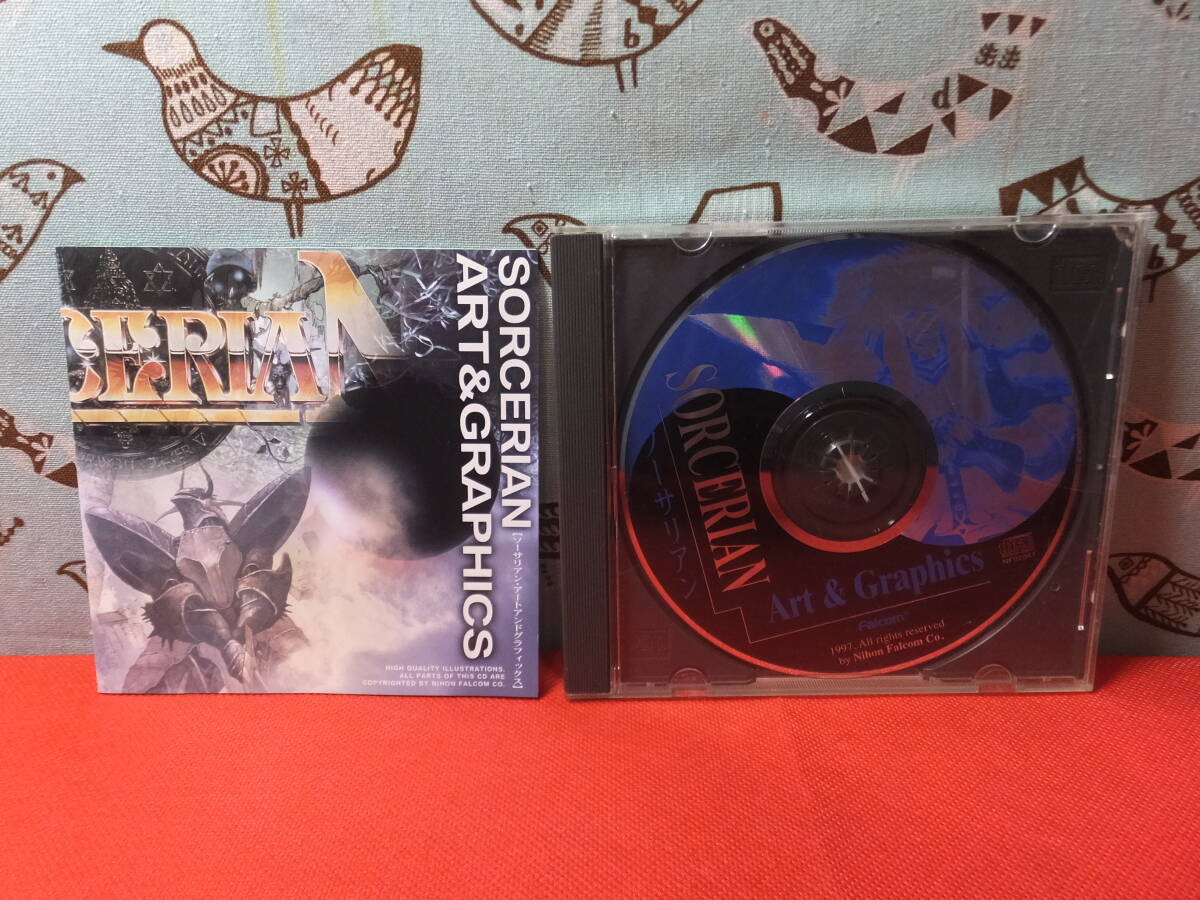 CERIAN
SORCERIAN
ART&GRAPHICS
【ソーサリアン・アートアンドグラフィックス】
HIGH QUALITY ILLUSTRATIONS.
ALL PARTS OF THIS CD ARE
COPYRIGHTED BY NIHON FALCOM CO.
SORCERIAN
ソーサリアン
Art & Graphics
Falcom
1997. All rights reserved
by Nihon Falcom Co.